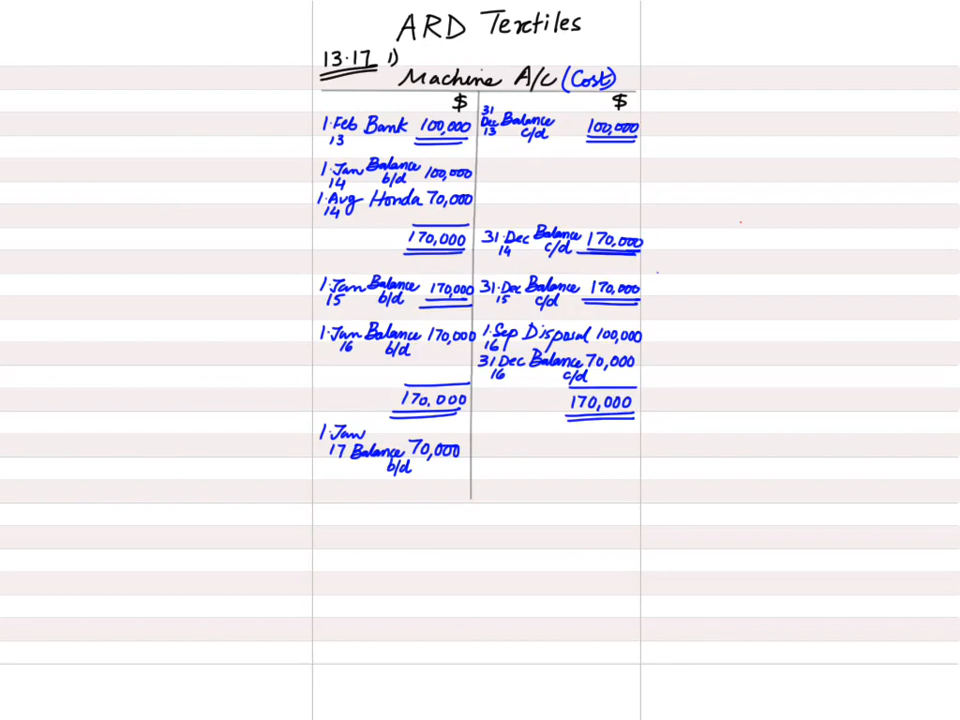 ARD Textiles
13.17 1)
Machine A/c (Cost)
$ $
1.Feb 13 Bank 100,000 31 Dec 13 Balance c/d 100,000
1.Jan 14 Balance b/d 100,000
1.Aug 14 Honda 70,000
170,000 31.Dec 14 Balance c/d 170,000
1.Jan 15 Balance b/d 170,000 31.Dec 15 Balance c/d 170,000
1.Jan 16 Balance b/d 170,000 1.Sep 16 Disposal 100,000
31 Dec 16 Balance c/d 70,000
170,000 170,000
1.Jan
17 Balance b/d 70,000